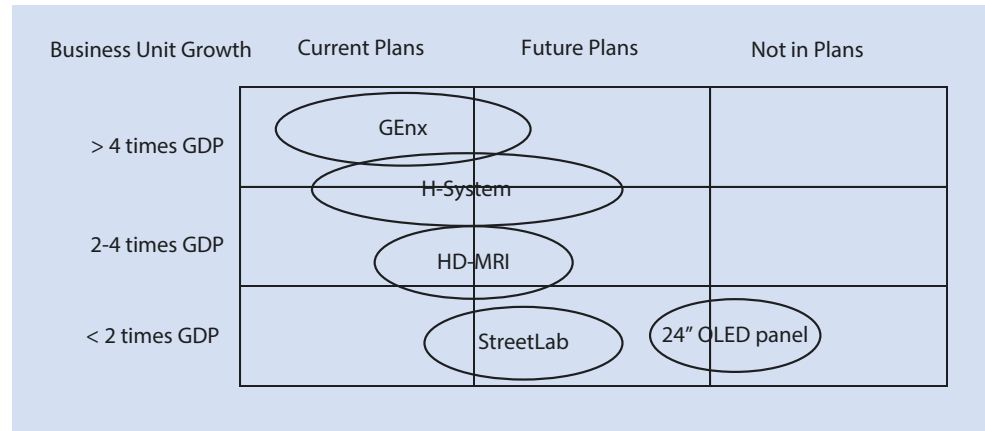 Business Unit Growth Current Plans Future Plans Not in Plans
> 4 times GDP GEnx
H-System
2-4 times GDP HD-MRI
< 2 times GDP StreetLab 24” OLED panel